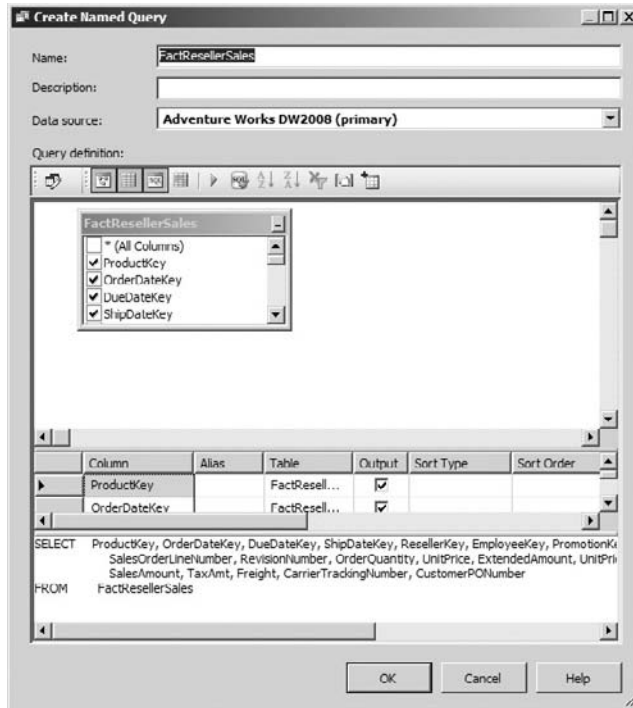 Create Named Query
Name: FactResellerSales
Description:
Data source: Adventure Works DW2008 (primary)
Query definition:
FactResellerSales
* (All Columns)
ProductKey
OrderDateKey
DueDateKey
ShipDateKey
Column Alias Table Output Sort Type Sort Order
ProductKey FactResell...
OrderDateKey FactResell...
SELECT ProductKey, OrderDateKey, DueDateKey, ShipDateKey, ResellerKey, EmployeeKey, PromotionKe
SalesOrderLineNumber, RevisionNumber, OrderQuantity, UnitPrice, ExtendedAmount, UnitPri
SalesAmount, TaxAmt, Freight, CarrierTrackingNumber, CustomerPONumber
FROM FactResellerSales
OK Cancel Help